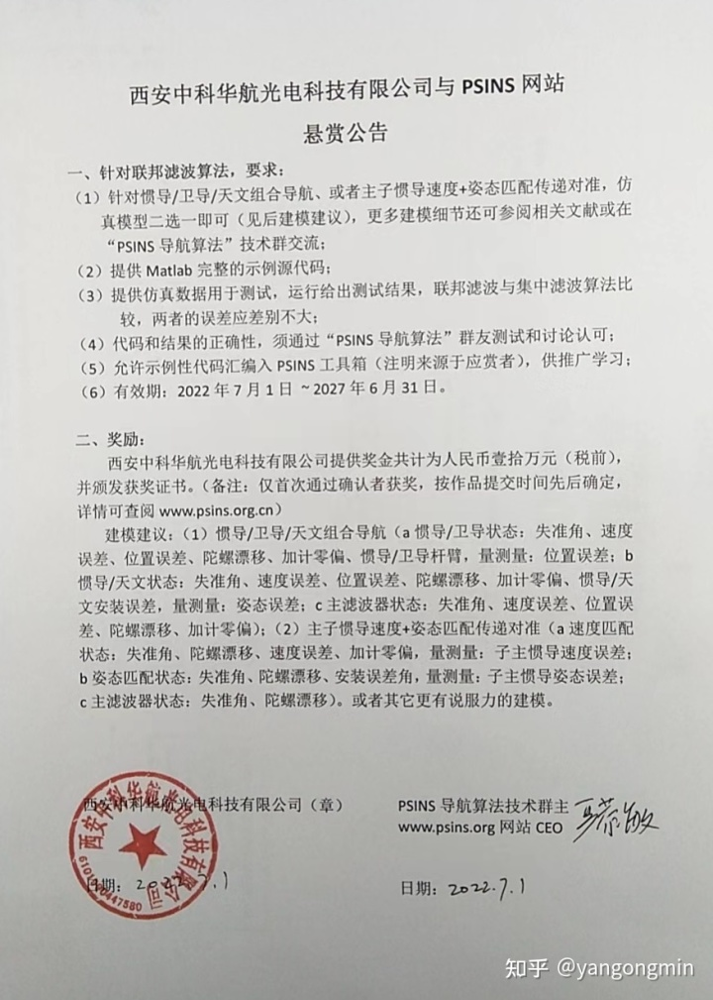 西安中科华航光电科技有限公司与 PSINS 网站
悬赏公告
一、针对联邦滤波算法，要求：
（1）针对惯导/卫导/天文组合导航、或者主子惯导速度+姿态匹配传递对准，仿
真模型二选一即可（见后建模建议），更多建模细节还可参阅相关文献或在
“PSINS 导航算法”技术群交流；
（2）提供 Matlab 完整的示例源代码；
（3）提供仿真数据用于测试，运行给出测试结果，联邦滤波与集中滤波算法比
较，两者的误差应差别不大；
（4）代码和结果的正确性，须通过“PSINS 导航算法”群友测试和讨论认可；
（5）允许示例性代码汇编入 PSINS 工具箱（注明来源于应赏者），供推广学习；
（6）有效期：2022 年 7 月 1 日 ~ 2027 年 6 月 31 日。
二、奖励：
西安中科华航光电科技有限公司提供奖金共计为人民币壹拾万元（税前），
并颁发获奖证书。（备注：仅首次通过确认者获奖，按作品提交时间先后确定，
详情可查阅 www.psins.org.cn）
建模建议：（1）惯导/卫导/天文组合导航（a 惯导/卫导状态：失准角、速度
误差、位置误差、陀螺漂移、加计零偏、惯导/卫导杆臂，量测量：位置误差；b
惯导/天文状态：失准角、速度误差、位置误差、陀螺漂移、加计零偏、惯导/天
文安装误差，量测量：姿态误差；c 主滤波器状态：失准角、速度误差、位置误
差、陀螺漂移、加计零偏）；（2）主子惯导速度+姿态匹配传递对准（a 速度匹配
状态：失准角、陀螺漂移、速度误差、加计零偏，量测量：子主惯导速度误差；
b 姿态匹配状态：失准角、陀螺漂移、安装误差角，量测量：子主惯导姿态误差；
c 主滤波器状态：失准角、陀螺漂移）。或者其它更有说服力的建模。
西安中科华航光电科技有限公司（章）
日期：2022.7.1
西安中科华航光电科技有限公司
PSINS 导航算法技术群主
www.psins.org 网站 CEO 严恭敏
日期：2022.7.1
知乎 @yangongmin